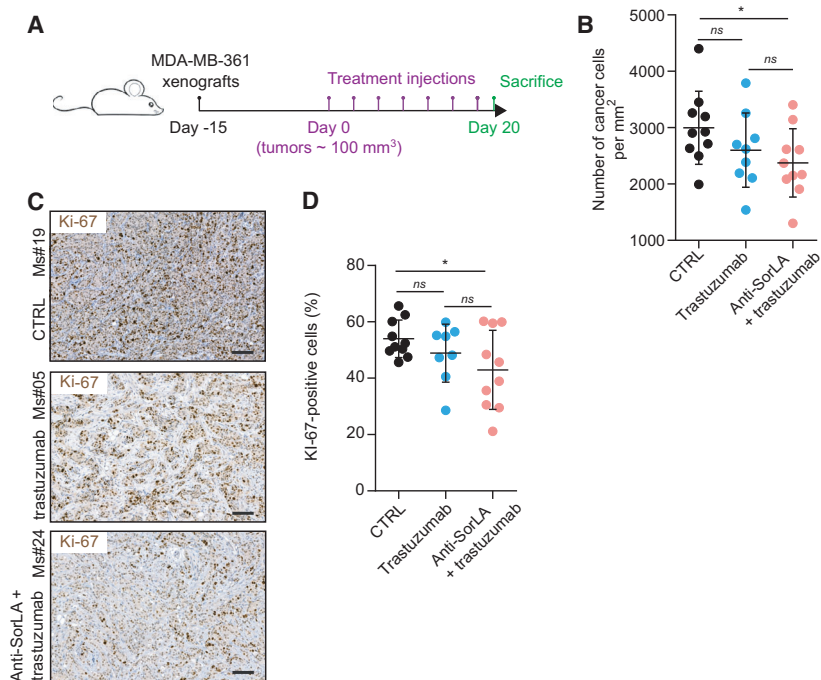 A
MDA-MB-361
xenografts
Treatment injections
Sacrifice
Day -15
Day 0
Day 20
(tumors ~ 100 mm³)
B
Number of cancer cells
per mm²
5000
4000
3000
2000
1000
*
ns
ns
CTRL
Trastuzumab
Anti-SorLA
+ trastuzumab
C
Ki-67
CTRL Ms#19
Ki-67
trastuzumab Ms#05
Ki-67
Anti-SorLA +
trastuzumab Ms#24
D
KI-67-positive cells (%)
80
60
40
20
0
*
ns
ns
CTRL
Trastuzumab
Anti-SorLA
+ trastuzumab